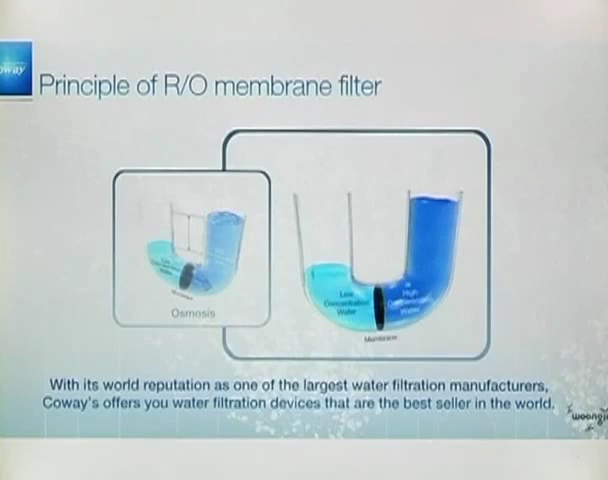 Principle of R/O membrane filter
Low
Concentration
Water
High
Concentration
Water
Membrane
Osmosis
With its world reputation as one of the largest water filtration manufacturers,
Coway's offers you water filtration devices that are the best seller in the world.